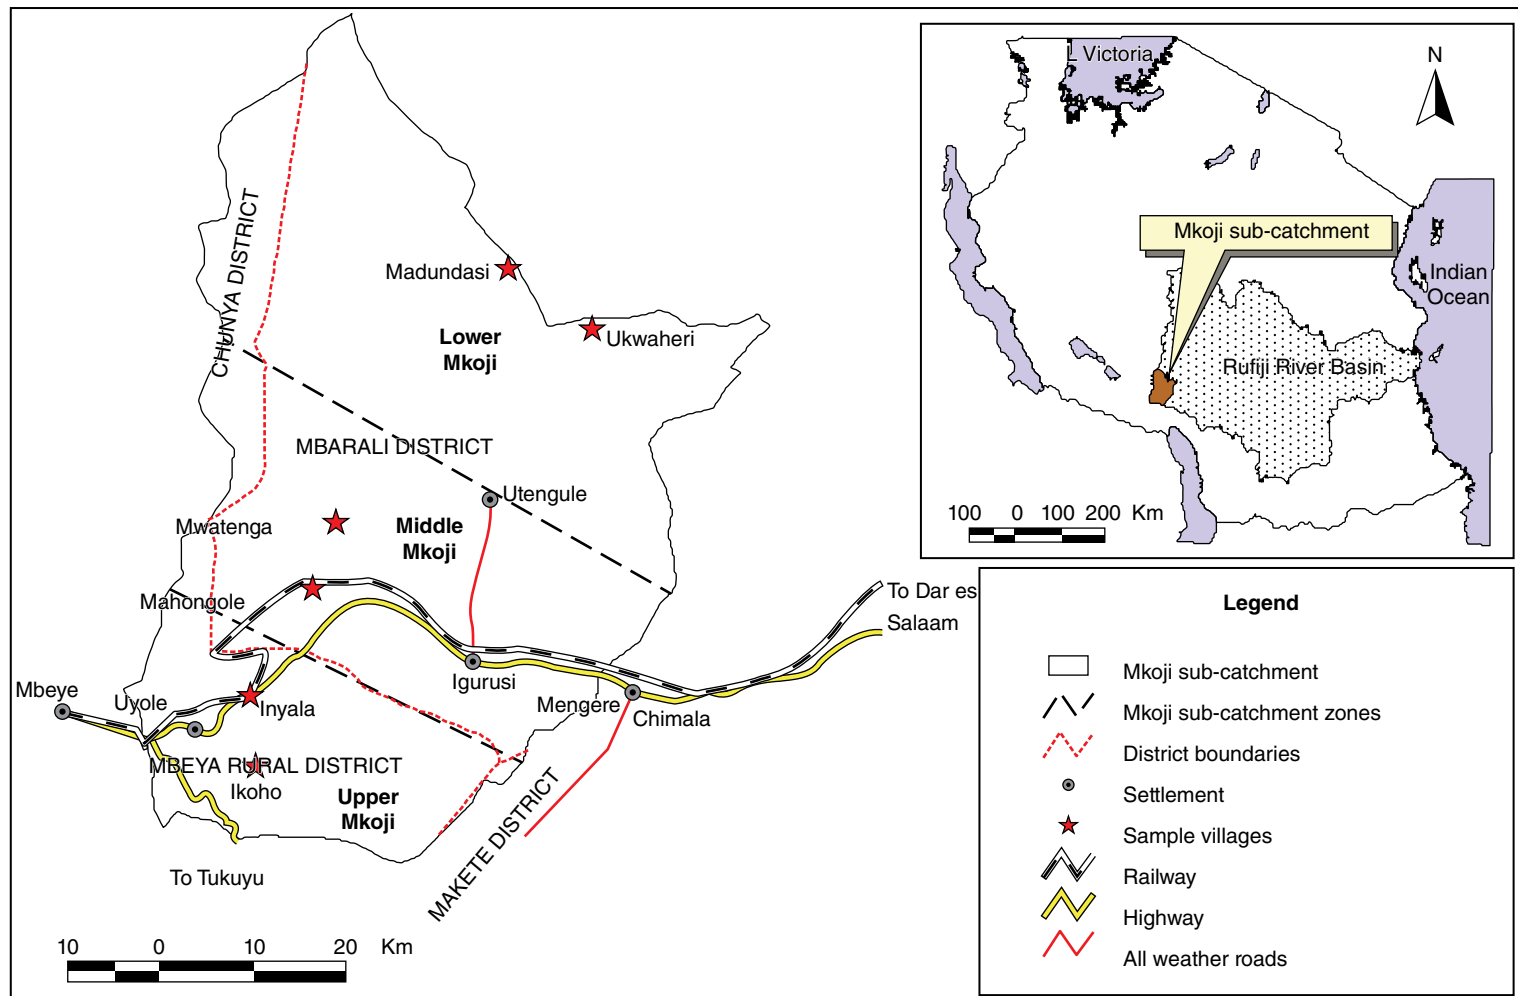 CHUNYA DISTRICT
Madundasi
Lower
Mkoji
Ukwaheri
MBARALI DISTRICT
Utengule
Mwatenga
Middle
Mkoji
Mahongole
To Dar es
Salaam
Mbeye
Uyole
Inyala
Igurusi
Mengere
Chimala
MBEYA RURAL DISTRICT
Ikoho
Upper
Mkoji
MAKETE DISTRICT
To Tukuyu
10 0 10 20 Km
L Victoria
N
Mkoji sub-catchment
Indian
Ocean
Rufiji River Basin
100 0 100 200 Km
Legend
Mkoji sub-catchment
Mkoji sub-catchment zones
District boundaries
Settlement
Sample villages
Railway
Highway
All weather roads